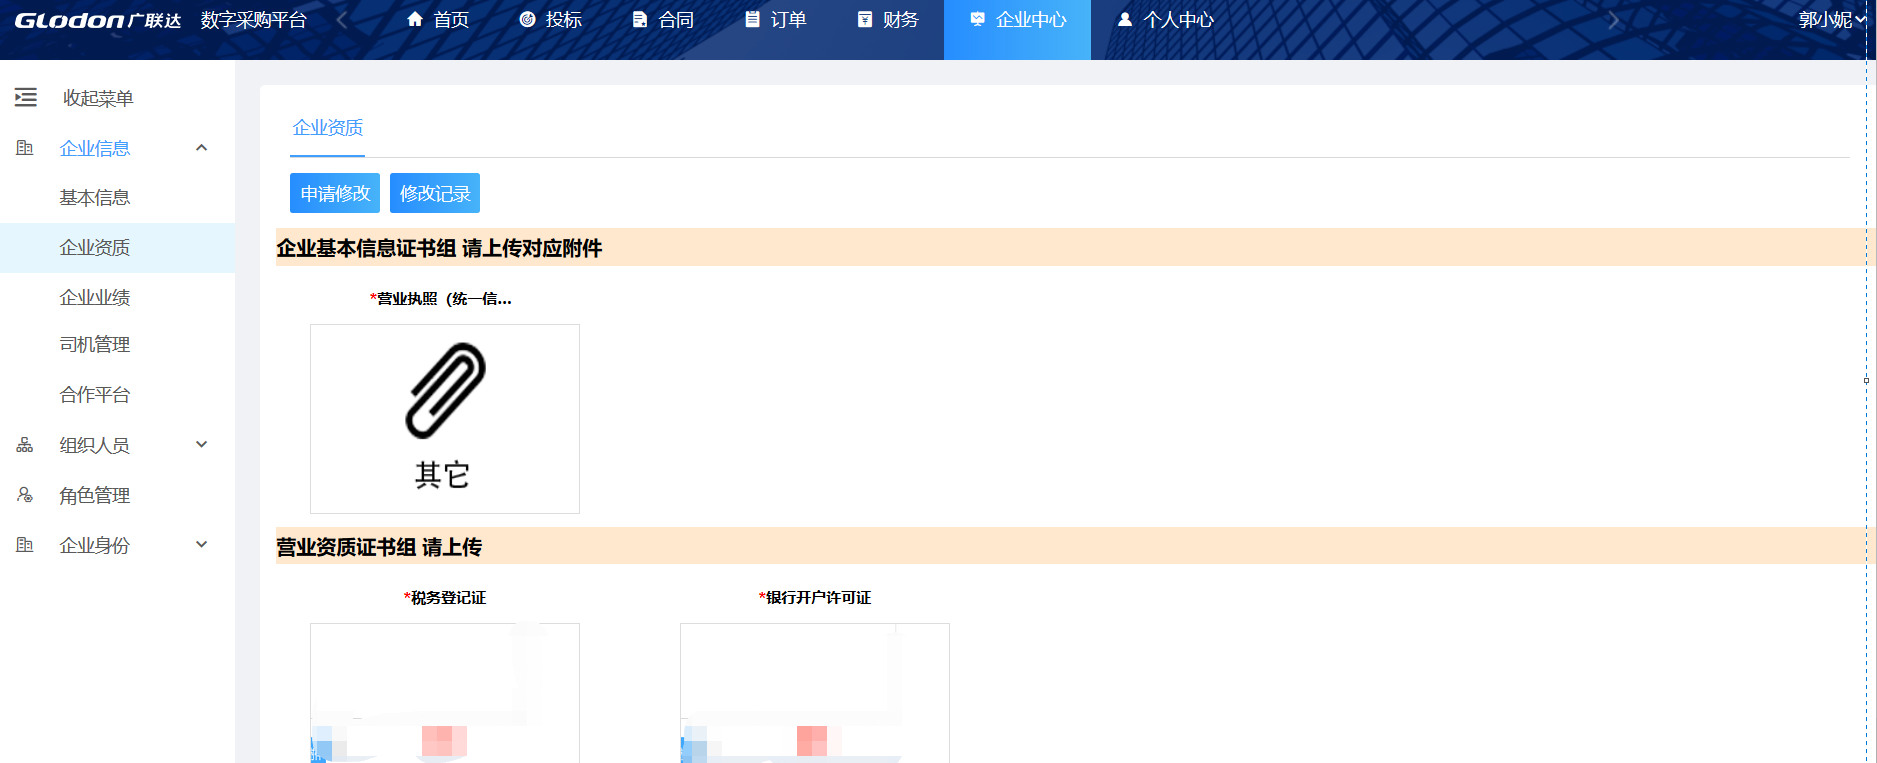 GLodon广联达 数字采购平台 首页 投标 合同 订单 财务 企业中心 个人中心 郭小妮
收起菜单
企业信息
基本信息
企业资质
企业业绩
司机管理
合作平台
组织人员
角色管理
企业身份
企业资质
申请修改 修改记录
企业基本信息证书组 请上传对应附件
*营业执照（统一信...
其它
营业资质证书组 请上传
*税务登记证 *银行开户许可证